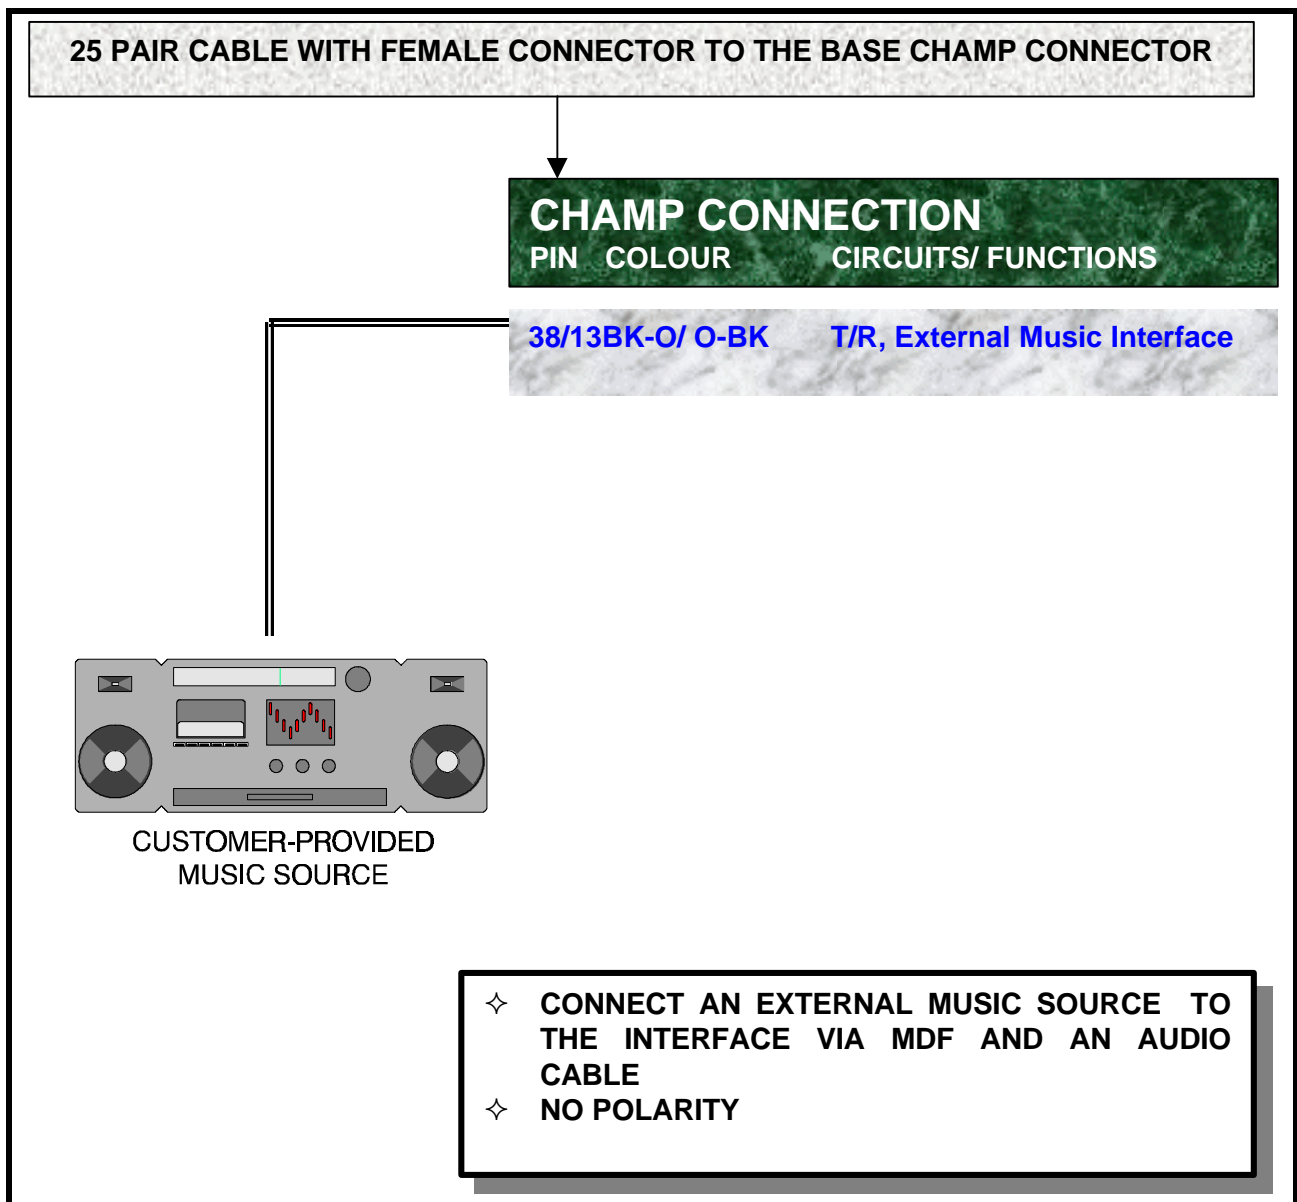 25 PAIR CABLE WITH FEMALE CONNECTOR TO THE BASE CHAMP CONNECTOR
CHAMP CONNECTION
PIN COLOUR CIRCUITS/ FUNCTIONS
38/13BK-O/ O-BK T/R, External Music Interface
CUSTOMER-PROVIDED
MUSIC SOURCE
✧ CONNECT AN EXTERNAL MUSIC SOURCE TO
THE INTERFACE VIA MDF AND AN AUDIO
CABLE
✧ NO POLARITY